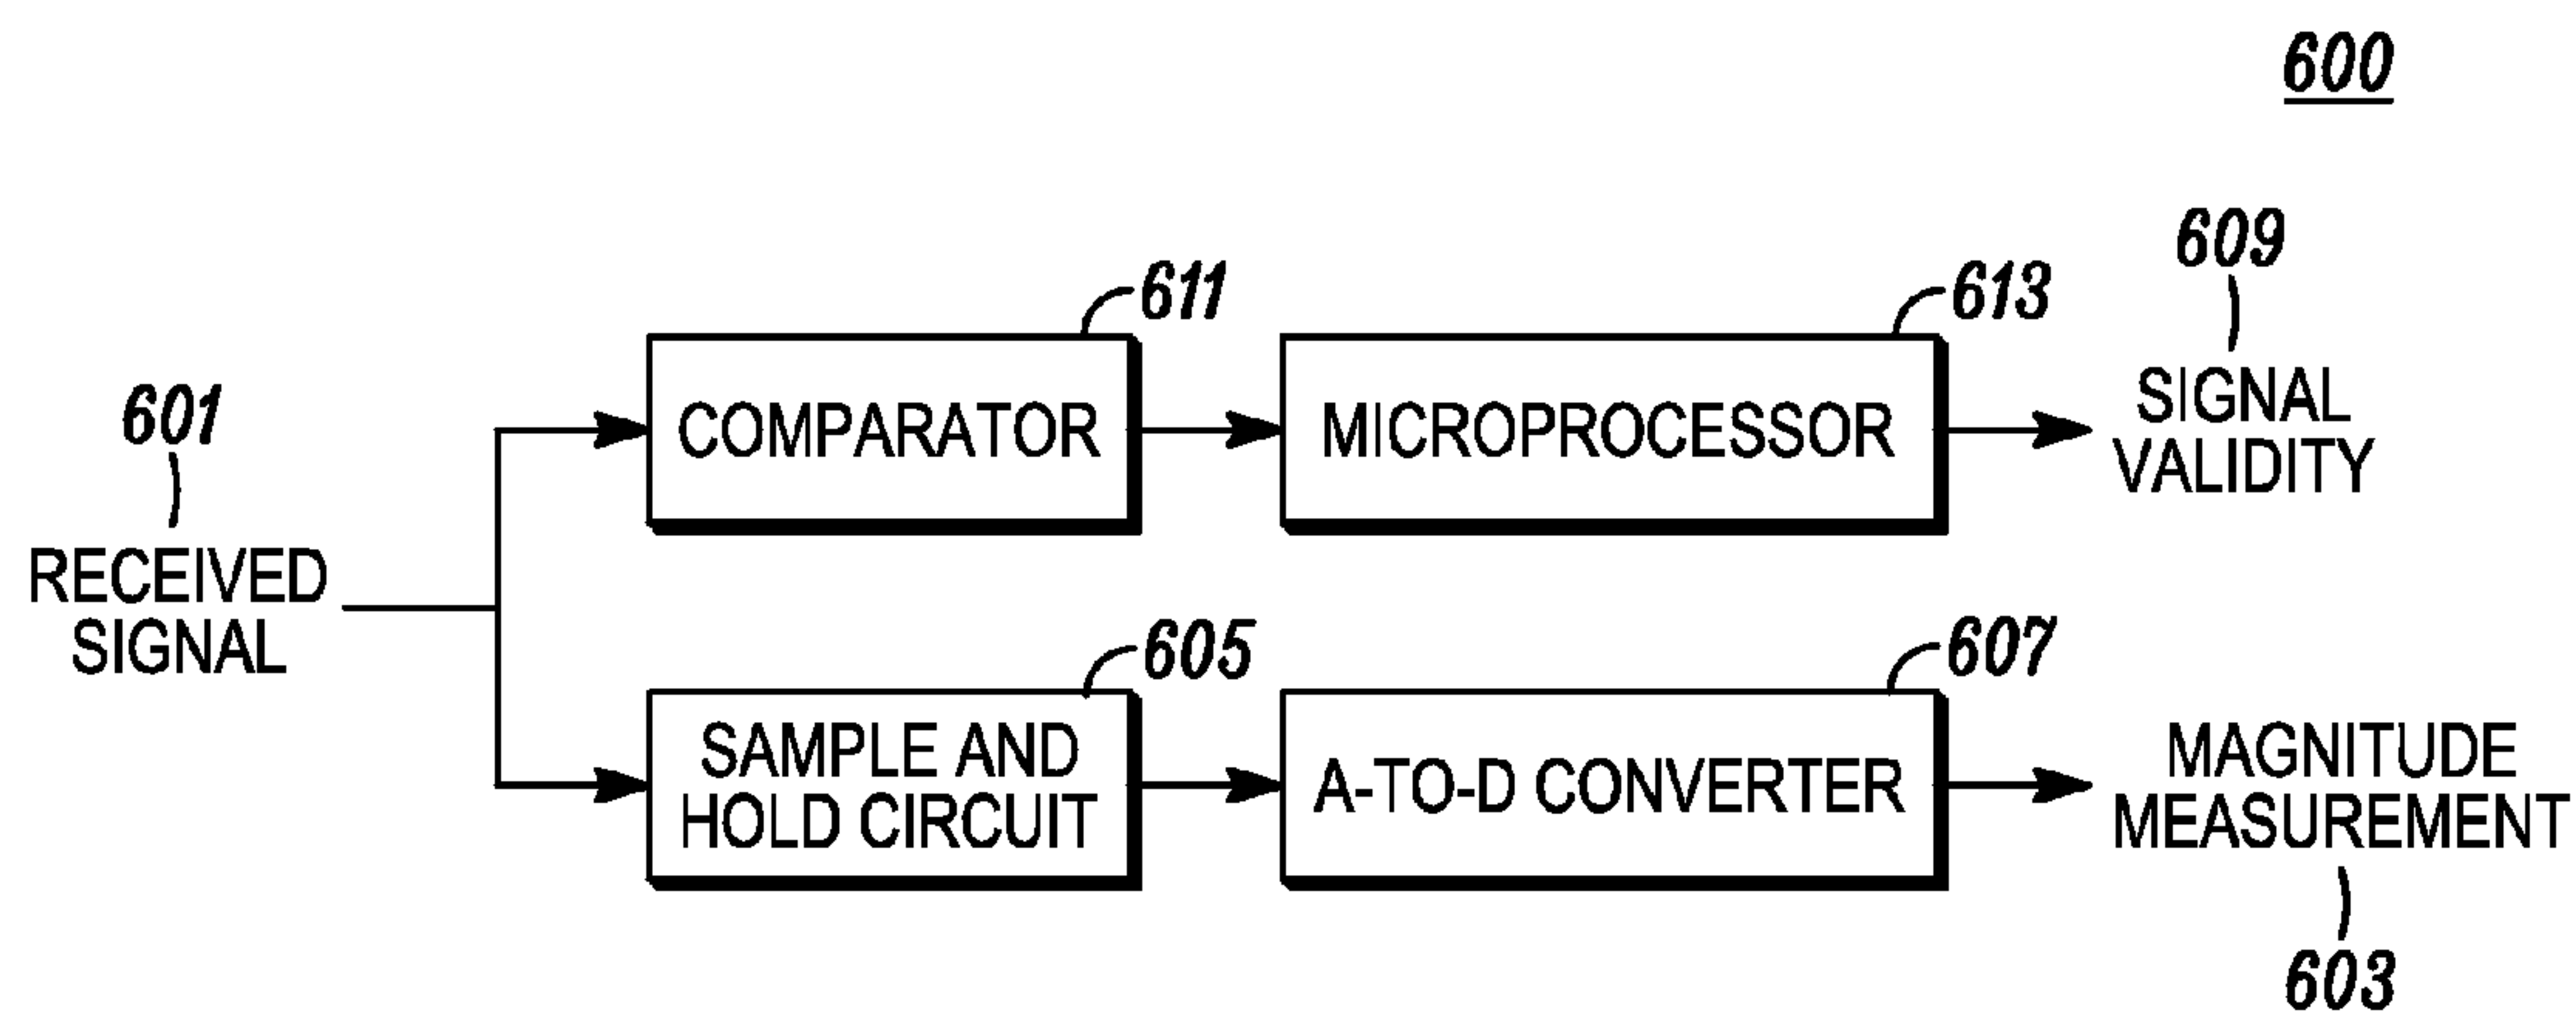 600
609
611
613
SIGNAL
VALIDITY
COMPARATOR
MICROPROCESSOR
601
RECEIVED
SIGNAL
605
607
SAMPLE AND
HOLD CIRCUIT
A-TO-D CONVERTER
MAGNITUDE
MEASUREMENT
603